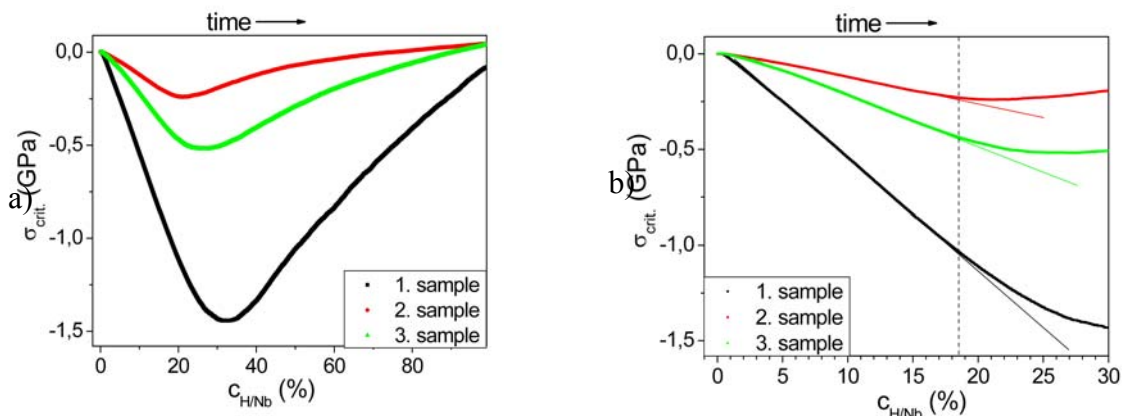 time
0,0
-0,5
-1,0
-1,5
0
20
40
60
80
σcrit. (GPa)
a)
cH/Nb (%)
1. sample
2. sample
3. sample
time
0,0
-0,5
-1,0
-1,5
0
5
10
15
20
25
30
σcrit. (GPa)
b)
cH/Nb (%)
1. sample
2. sample
3. sample